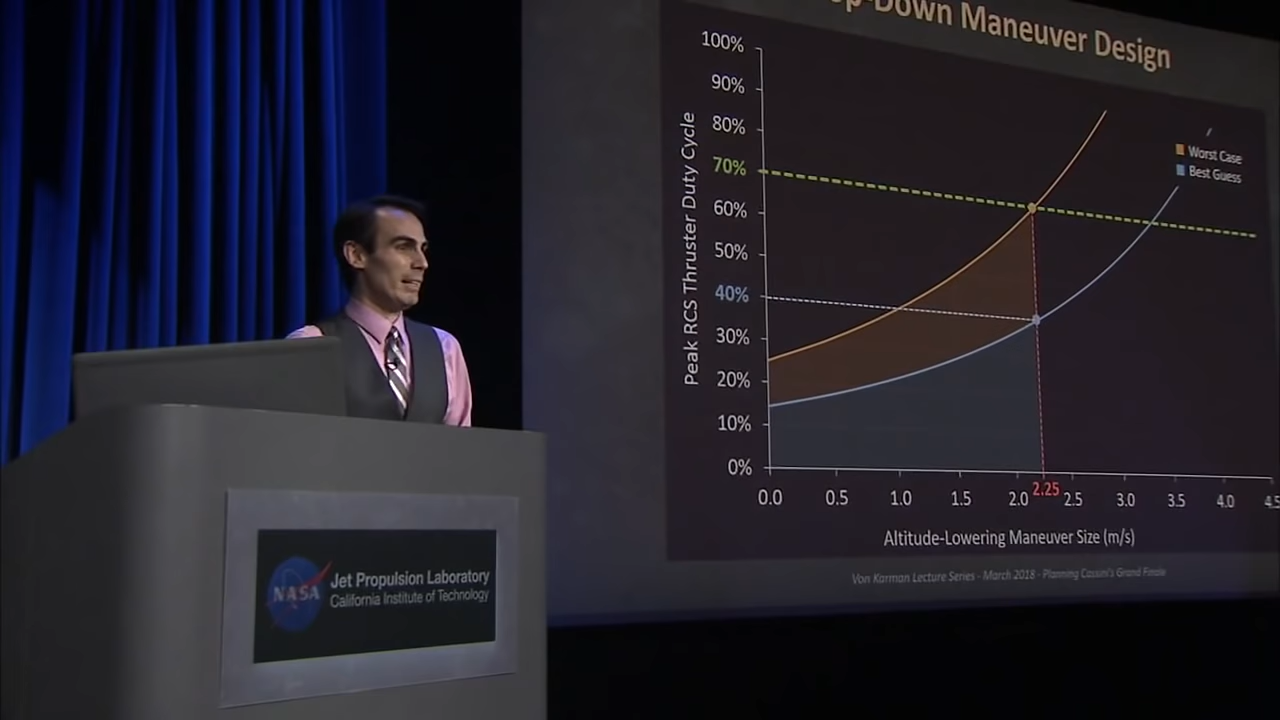 p-Down Maneuver Design
100%
90%
80%
70%
60%
50%
40%
30%
20%
10%
0%
Peak RCS Thruster Duty Cycle
Worst Case
Best Guess
0.0 0.5 1.0 1.5 2.0 2.25 2.5 3.0 3.5 4.0 4.5
Altitude-Lowering Maneuver Size (m/s)
Von Karman Lecture Series - March 2018 - Planning Cassini's Grand Finale
NASA
Jet Propulsion Laboratory
California Institute of Technology